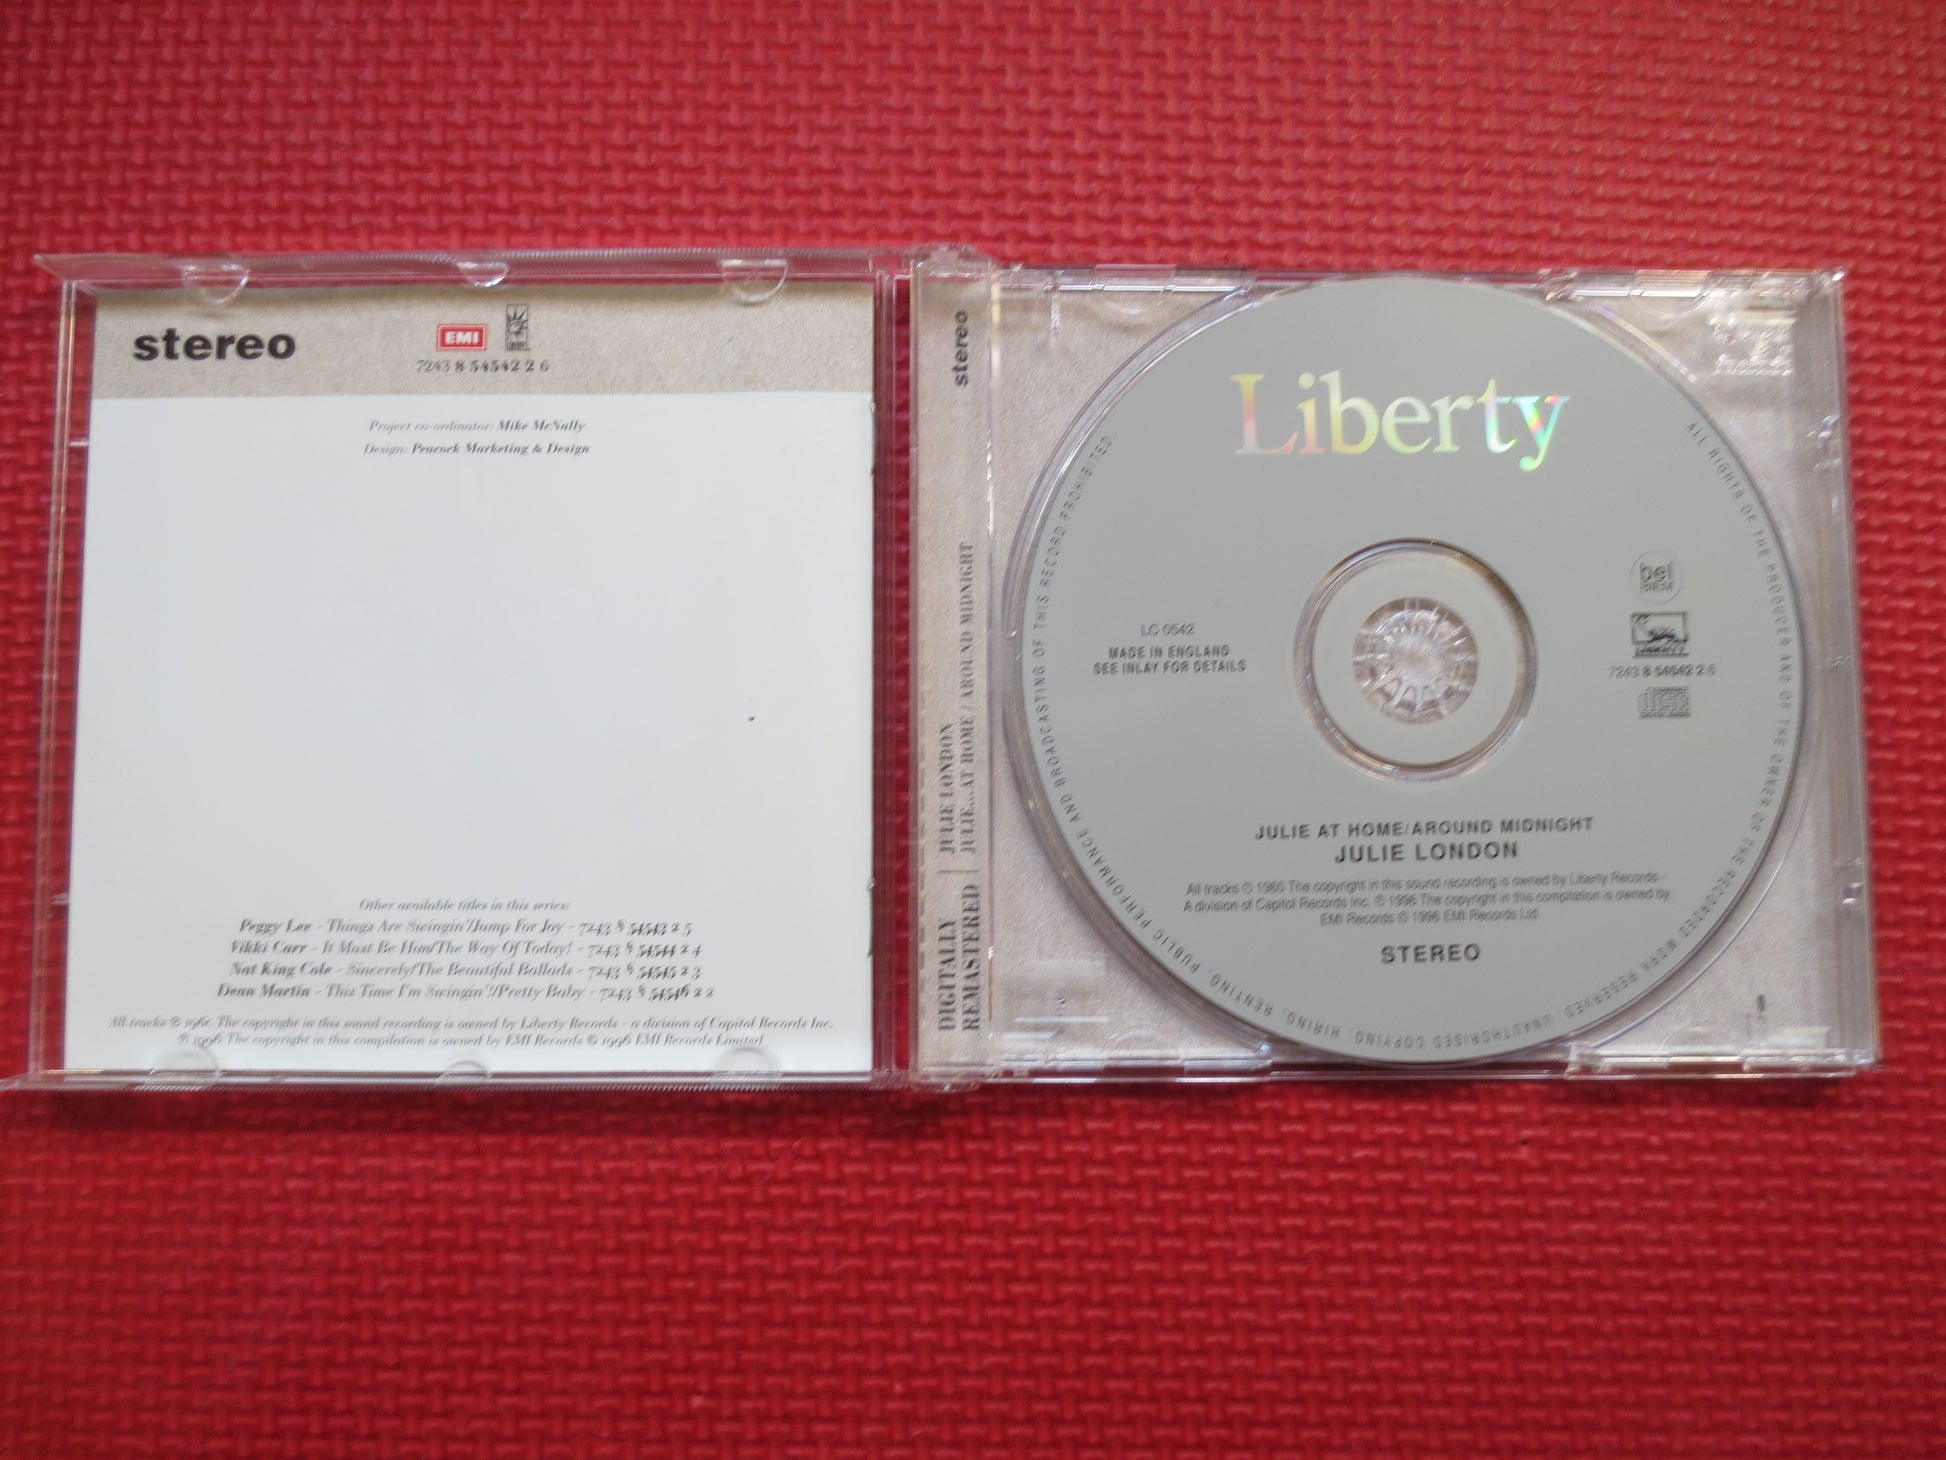 stereo
EMI
7243 8 54542 2 6
Project co-ordinator: Mike McNally
Design: Peacock Marketing & Design
Other available titles in this series:
Peggy Lee - Things Are Swingin'/Jump For Joy - 7243 8 54543 2 5
Vikki Carr - It Must Be Him/The Way Of Today! - 7243 8 54544 2 4
Nat King Cole - Sincerely/The Beautiful Ballads - 7243 8 54545 2 3
Dean Martin - This Time I'm Swingin'!/Pretty Baby - 7243 8 54546 2 2
All tracks ℗ 1960 The copyright in this sound recording is owned by Liberty Records - a division of Capitol Records Inc.
℗ 1996 The copyright in this compilation is owned by EMI Records © 1996 EMI Records Limited
stereo
JULIE LONDON
JULIE...AT HOME / AROUND MIDNIGHT
DIGITALLY
REMASTERED
Liberty
bel
BIEM
LC 0542
MADE IN ENGLAND
SEE INLAY FOR DETAILS
7243 8 54542 2 6
disc
JULIE AT HOME/AROUND MIDNIGHT
JULIE LONDON
All tracks ℗ 1960 The copyright in this sound recording is owned by Liberty Records -
A division of Capitol Records Inc. ℗ 1996 The copyright in this compilation is owned by
EMI Records © 1996 EMI Records Ltd
STEREO
ALL RIGHTS OF THE PRODUCER AND OF THE OWNER OF THE RECORDED WORK RESERVED. UNAUTHORISED COPYING, HIRING, RENTING, PUBLIC PERFORMANCE AND BROADCASTING OF THIS RECORD PROHIBITED.